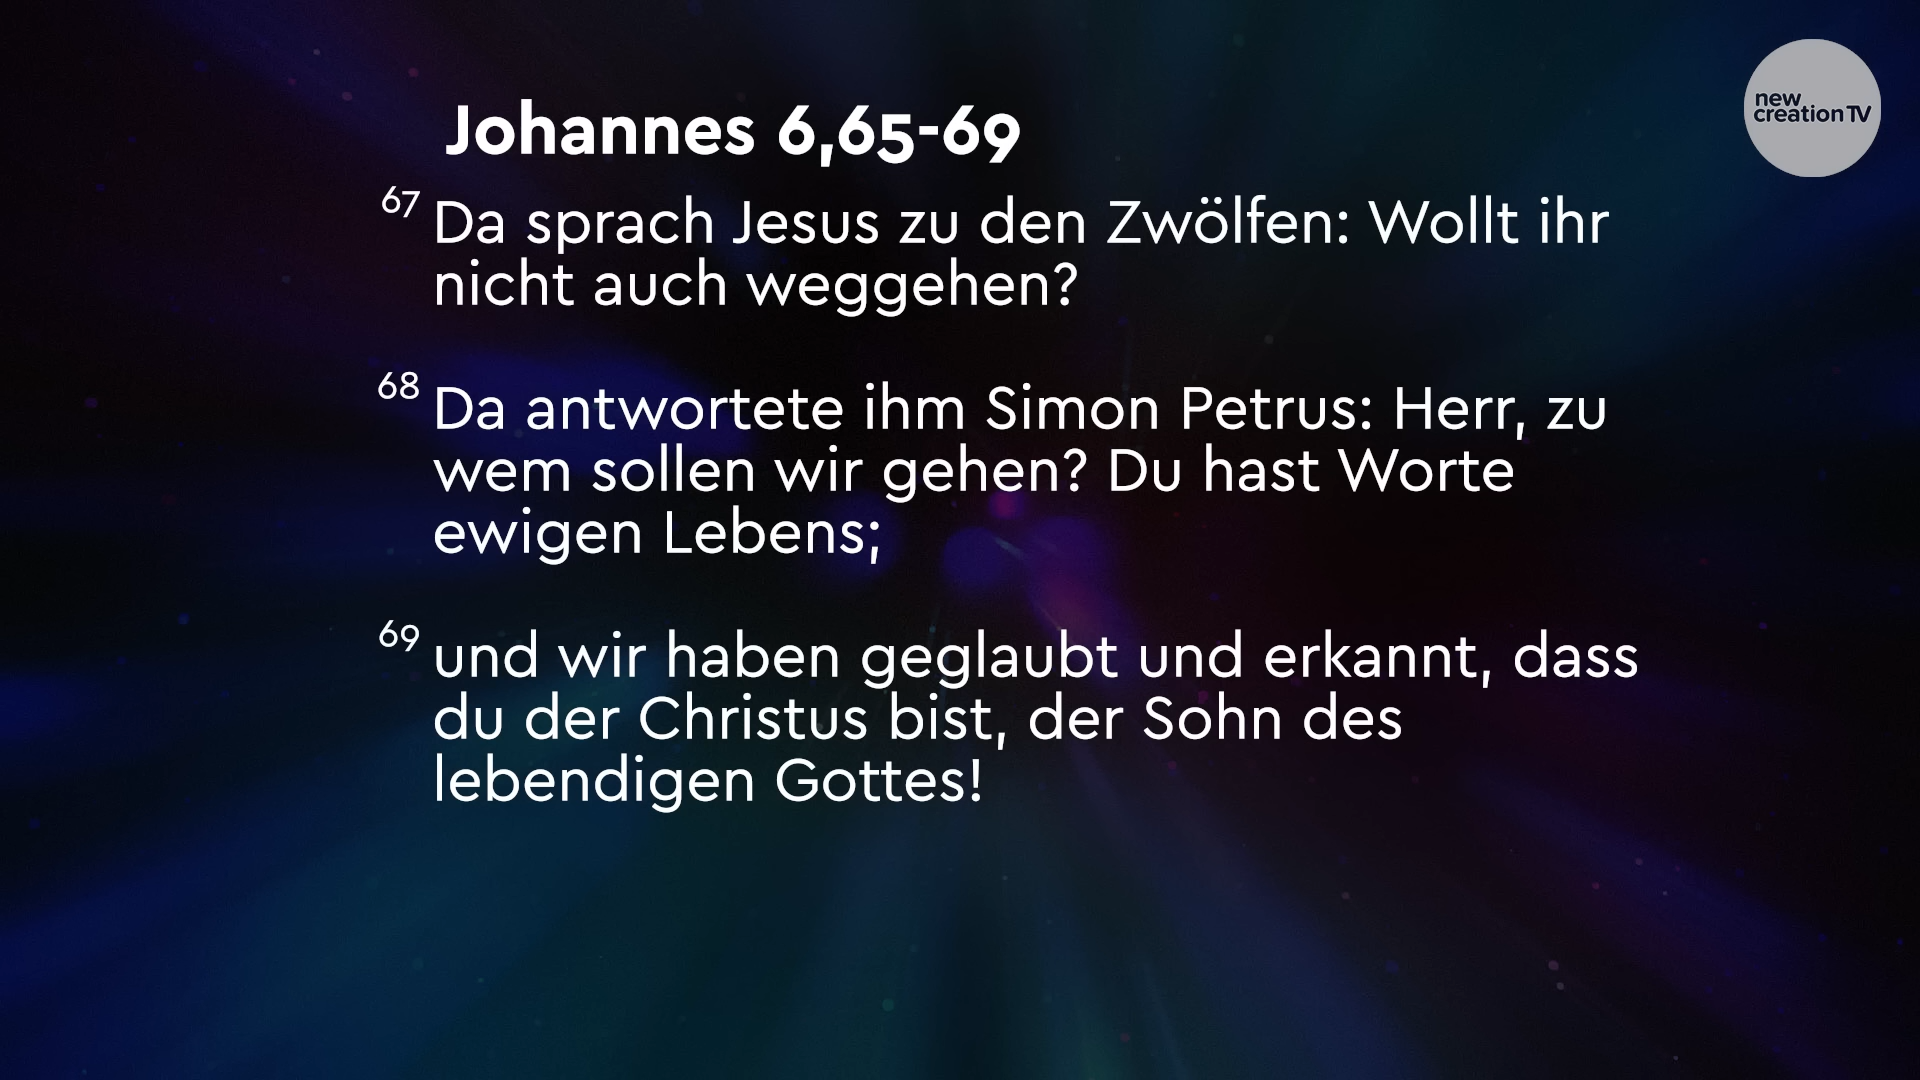 new
creationTV
Johannes 6,65-69
67 Da sprach Jesus zu den Zwölfen: Wollt ihr
nicht auch weggehen?
68 Da antwortete ihm Simon Petrus: Herr, zu
wem sollen wir gehen? Du hast Worte
ewigen Lebens;
69 und wir haben geglaubt und erkannt, dass
du der Christus bist, der Sohn des
lebendigen Gottes!